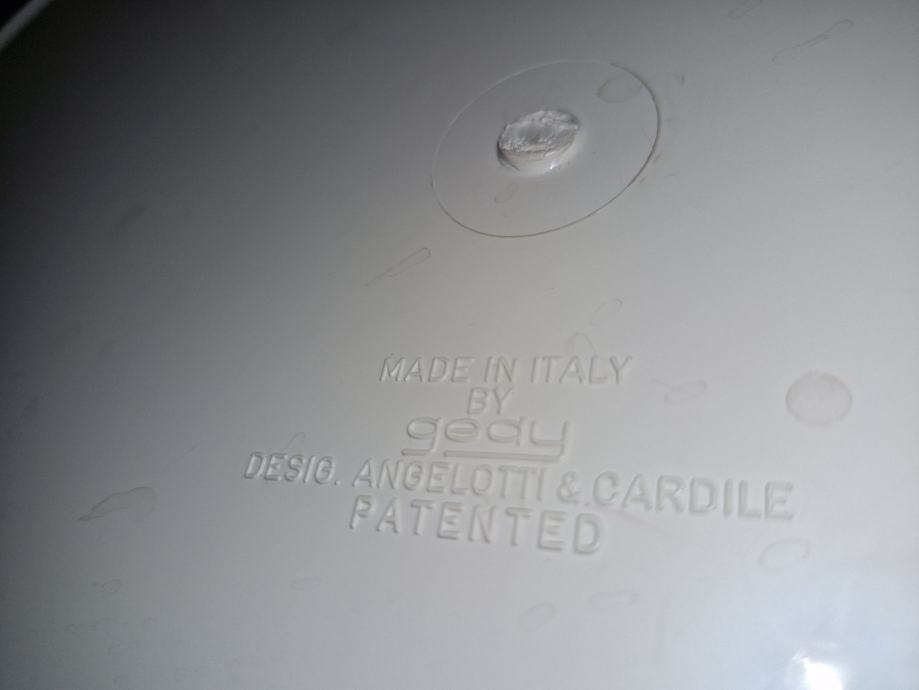 MADE IN ITALY
BY
gedy
DESIG. ANGELOTTI & CARDILE
PATENTED